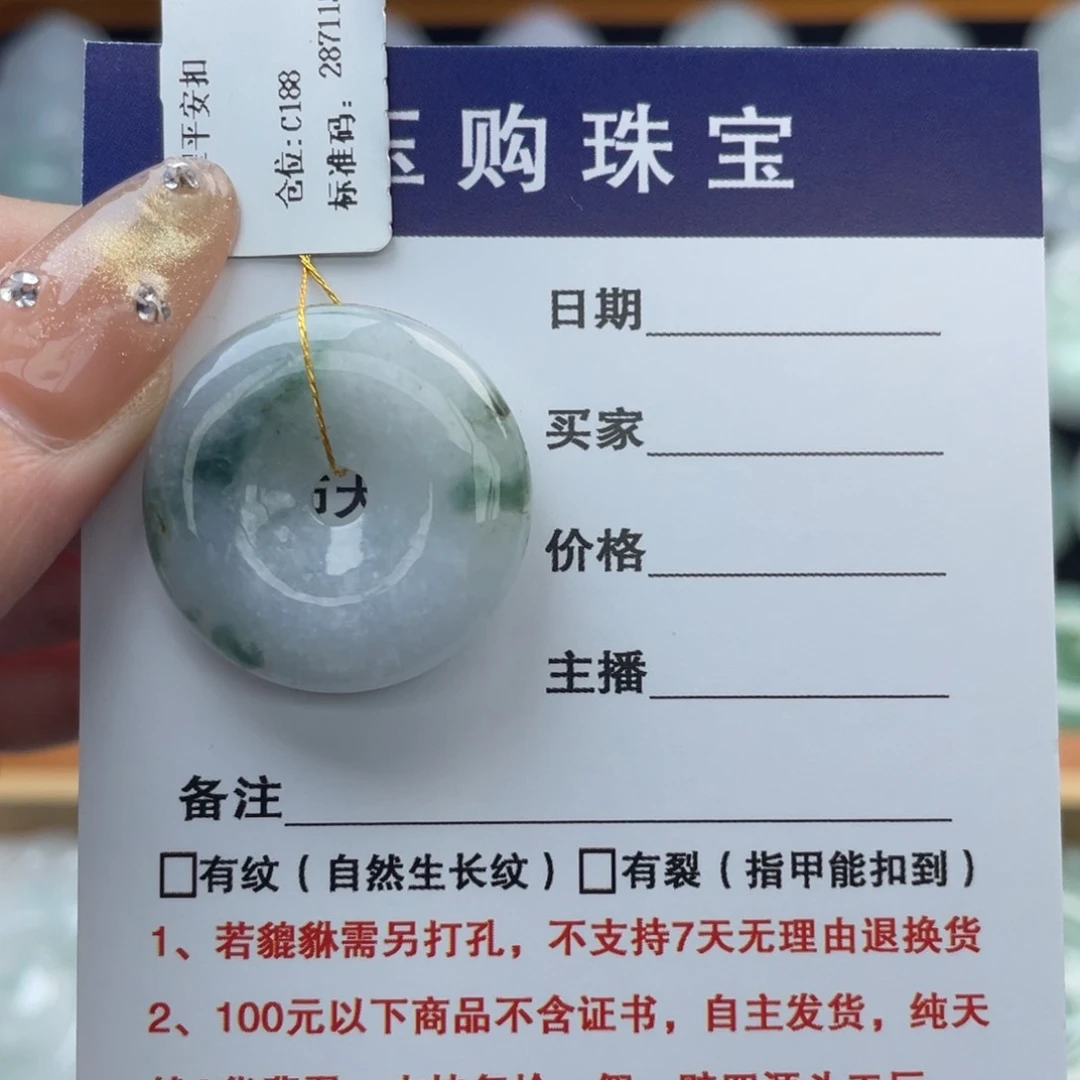 平安扣
仓位:C188
标准码: 28711
购珠宝
日期
买家
价格
主播
备注
□有纹(自然生长纹) □有裂(指甲能扣到)
1、若貔貅需另打孔,不支持7天无理由退换货
2、100元以下商品不含证书,自主发货,纯天